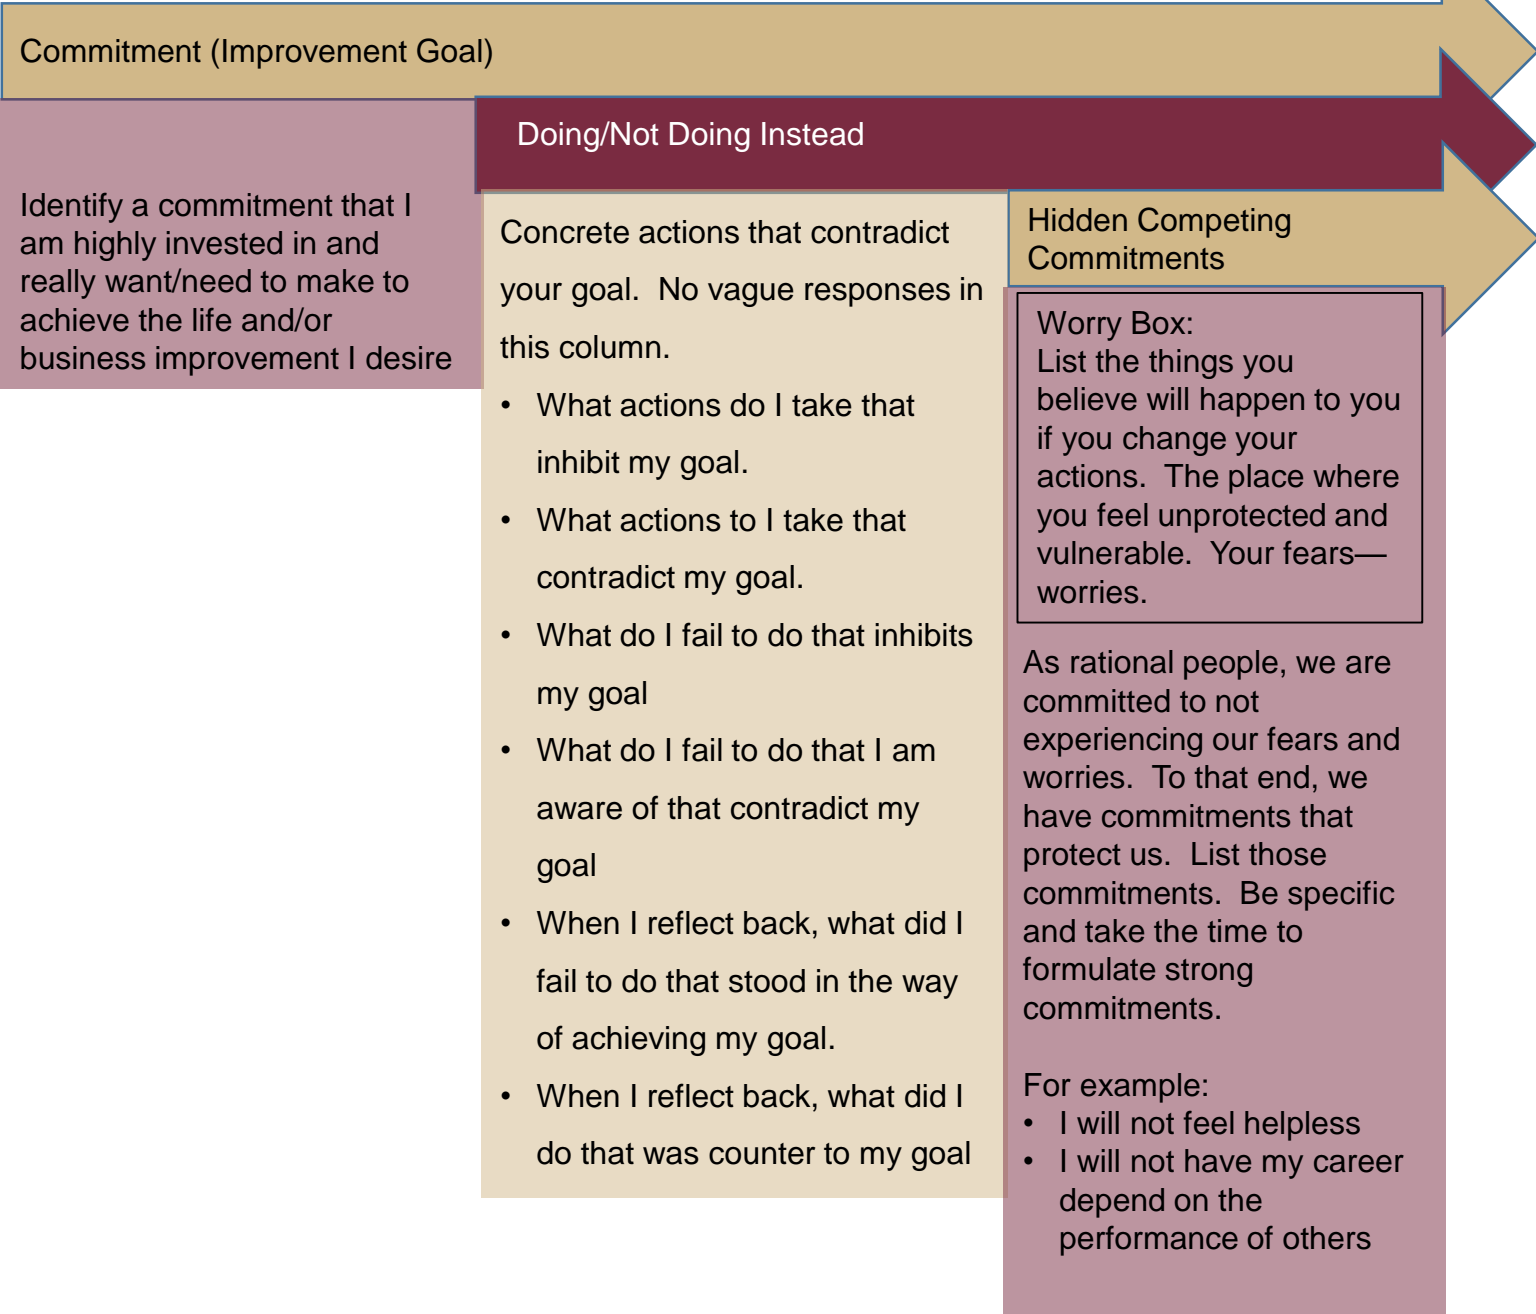 Commitment (Improvement Goal)
Doing/Not Doing Instead
Identify a commitment that I
am highly invested in and
really want/need to make to
achieve the life and/or
business improvement I desire
Concrete actions that contradict
your goal.  No vague responses in
this column.
• What actions do I take that
inhibit my goal.
• What actions to I take that
contradict my goal.
• What do I fail to do that inhibits
my goal
• What do I fail to do that I am
aware of that contradict my
goal
• When I reflect back, what did I
fail to do that stood in the way
of achieving my goal.
• When I reflect back, what did I
do that was counter to my goal
Hidden Competing
Commitments
Worry Box:
List the things you
believe will happen to you
if you change your
actions.  The place where
you feel unprotected and
vulnerable.  Your fears—
worries.
As rational people, we are
committed to not
experiencing our fears and
worries.  To that end, we
have commitments that
protect us.  List those
commitments.  Be specific
and take the time to
formulate strong
commitments.
For example:
• I will not feel helpless
• I will not have my career
depend on the
performance of others